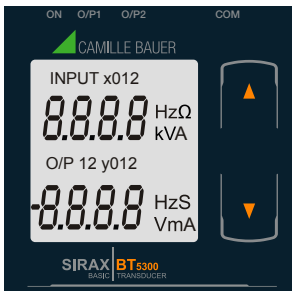 ON O/P1 O/P2 COM
CAMILLE BAUER
INPUT x012
8.8.8.8 HzΩ
kVA
O/P 12 y012
-8.8.8.8 HzS
VmA
SIRAX BT5300
BASIC TRANSDUCER